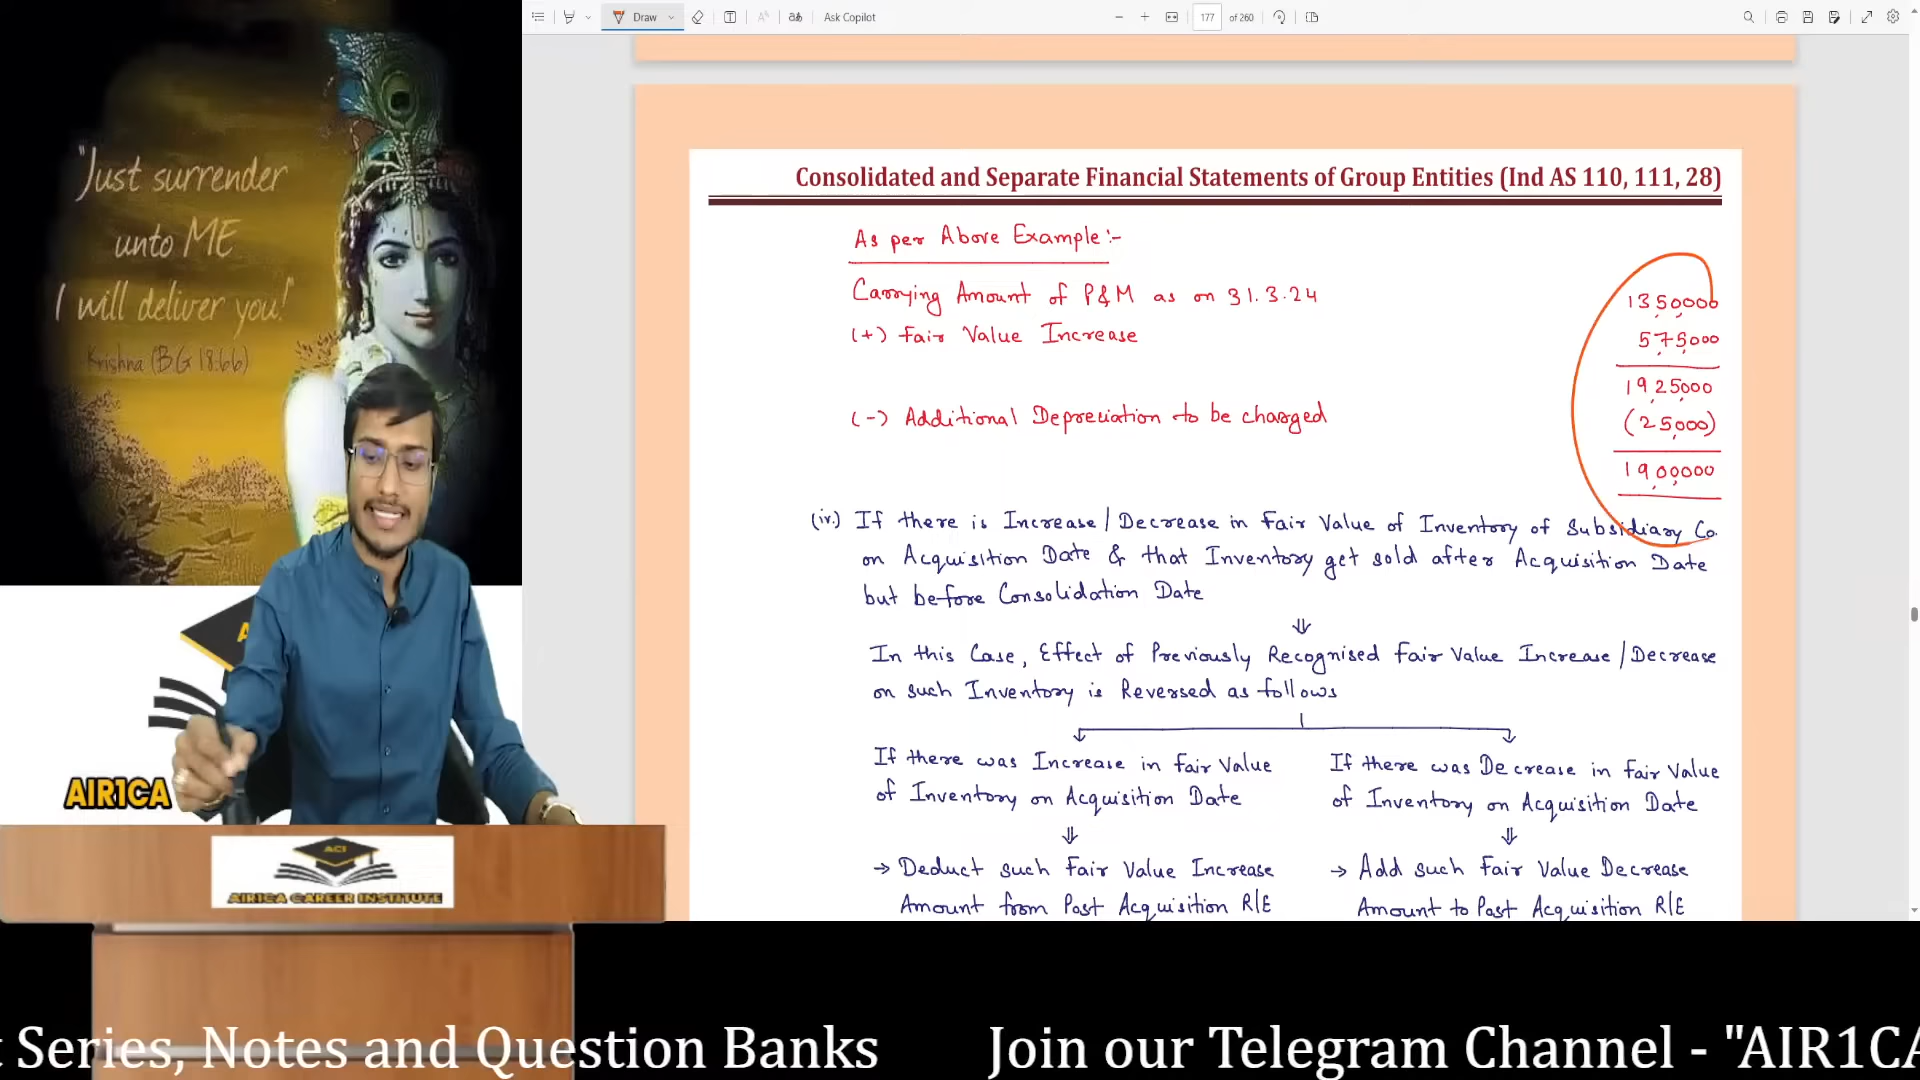 "Just surrender
unto ME
I will deliver you!"
Krishna (B.G 18.66)
AIR1CA
ACI
AIR1CA CAREER INSTITUTE
Draw
Ask Copilot
177 of 260
Consolidated and Separate Financial Statements of Group Entities (Ind AS 110, 111, 28)
As per Above Example:-
Carrying Amount of P&M as on 31.3.24 1350000
(+) Fair Value Increase 575000
1925000
(-) Additional Depreciation to be charged (25000)
1900000
(iv.) If there is Increase/Decrease in Fair Value of Inventory of Subsidiary Co.
on Acquisition Date & that Inventory get sold after Acquisition Date
but before Consolidation Date
⇓
In this Case, Effect of Previously Recognised Fair Value Increase/Decrease
on such Inventory is Reversed as follows
If there was Increase in Fair Value
of Inventory on Acquisition Date
⇓
→ Deduct such Fair Value Increase
Amount from Post Acquisition R/E
If there was Decrease in Fair Value
of Inventory on Acquisition Date
⇓
→ Add such Fair Value Decrease
Amount to Post Acquisition R/E
t Series, Notes and Question Banks Join our Telegram Channel - "AIR1CA